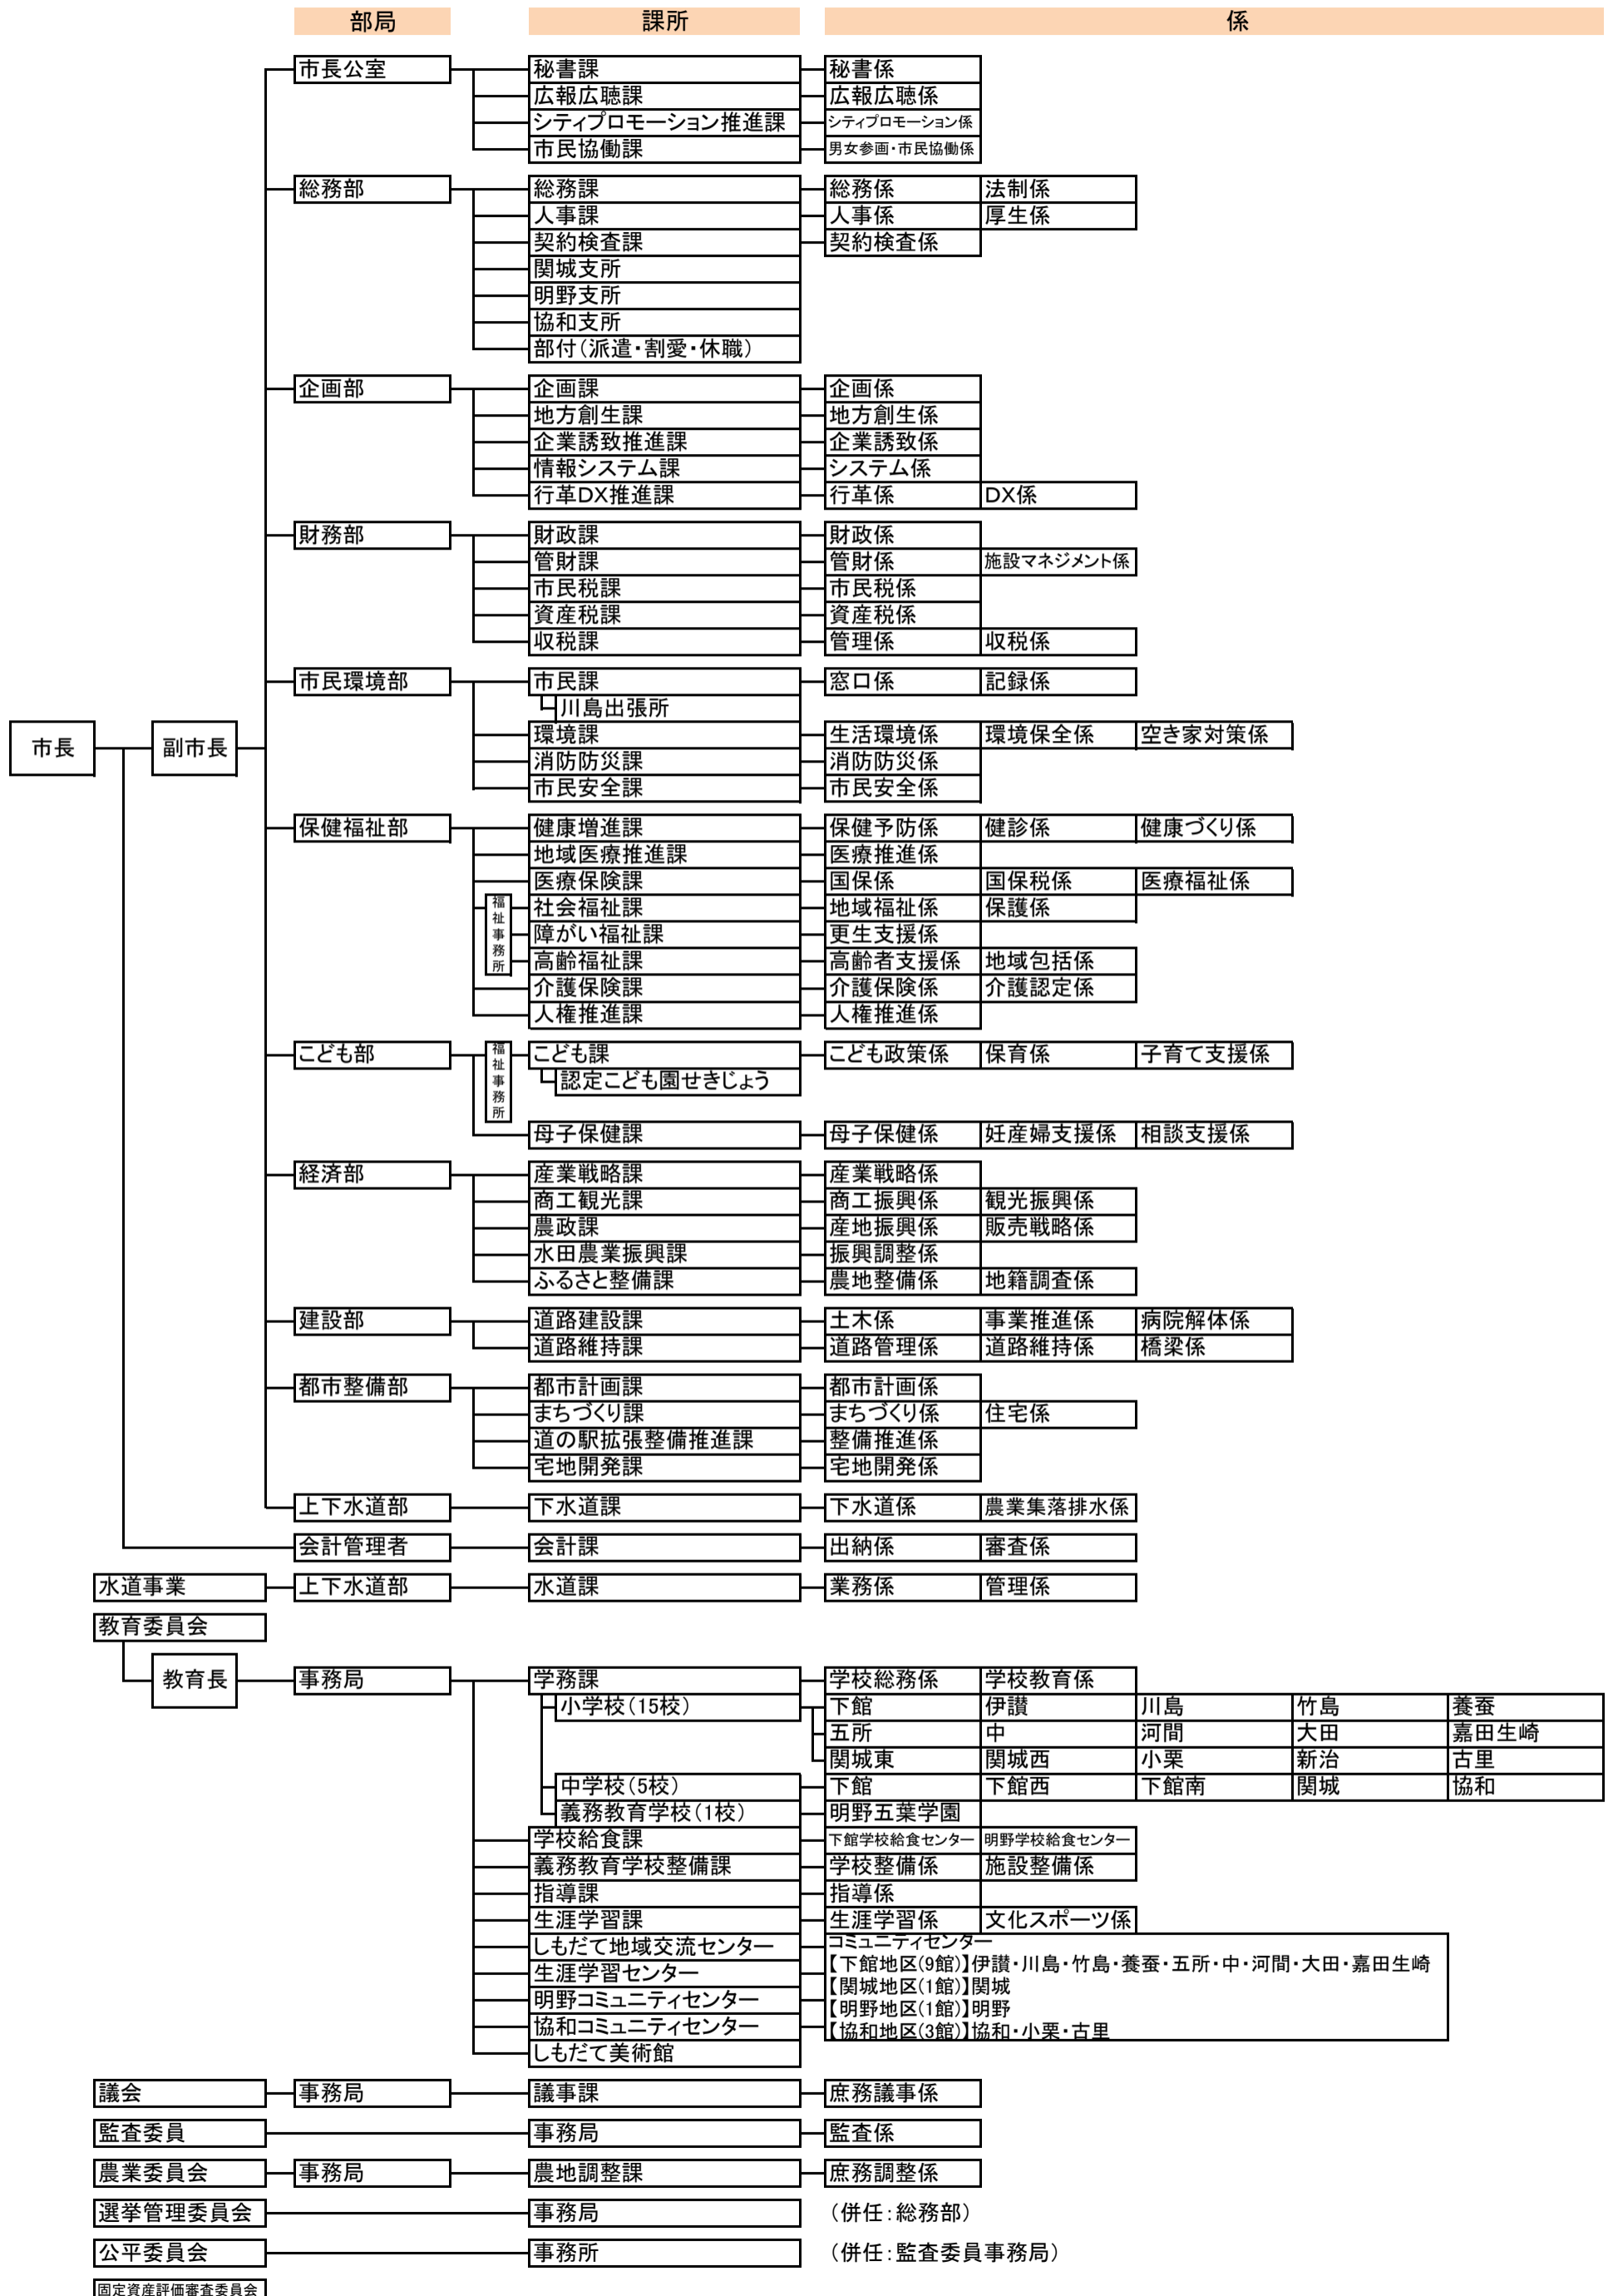 部局 課所 係
市長公室 秘書課 秘書係
広報広聴課 広報広聴係
シティプロモーション推進課 シティプロモーション係
市民協働課 男女参画・市民協働係
総務部 総務課 総務係 法制係
人事課 人事係 厚生係
契約検査課 契約検査係
関城支所
明野支所
協和支所
部付(派遣・割愛・休職)
企画部 企画課 企画係
地方創生課 地方創生係
企業誘致推進課 企業誘致係
情報システム課 システム係
行革DX推進課 行革係 DX係
財務部 財政課 財政係
管財課 管財係 施設マネジメント係
市民税課 市民税係
資産税課 資産税係
収税課 管理係 収税係
市民環境部 市民課 窓口係 記録係
川島出張所
環境課 生活環境係 環境保全係 空き家対策係
市長 副市長
消防防災課 消防防災係
市民安全課 市民安全係
保健福祉部 健康増進課 保健予防係 健診係 健康づくり係
地域医療推進課 医療推進係
医療保険課 国保係 国保税係 医療福祉係
福祉事務所 社会福祉課 地域福祉係 保護係
障がい福祉課 更生支援係
高齢福祉課 高齢者支援係 地域包括係
介護保険課 介護保険係 介護認定係
人権推進課 人権推進係
こども部 福祉事務所 こども課 こども政策係 保育係 子育て支援係
認定こども園せきじょう
母子保健課 母子保健係 妊産婦支援係 相談支援係
経済部 産業戦略課 産業戦略係
商工観光課 商工振興係 観光振興係
農政課 産地振興係 販売戦略係
水田農業振興課 振興調整係
ふるさと整備課 農地整備係 地籍調査係
建設部 道路建設課 土木係 事業推進係 病院解体係
道路維持課 道路管理係 道路維持係 橋梁係
都市整備部 都市計画課 都市計画係
まちづくり課 まちづくり係 住宅係
道の駅拡張整備推進課 整備推進係
宅地開発課 宅地開発係
上下水道部 下水道課 下水道係 農業集落排水係
会計管理者 会計課 出納係 審査係
水道事業 上下水道部 水道課 業務係 管理係
教育委員会
教育長 事務局 学務課 学校総務係 学校教育係
小学校(15校) 下館 伊讃 川島 竹島 養蚕
五所 中 河間 大田 嘉田生崎
関城東 関城西 小栗 新治 古里
中学校(5校) 下館 下館西 下館南 関城 協和
義務教育学校(1校) 明野五葉学園
学校給食課 下館学校給食センター 明野学校給食センター
義務教育学校整備課 学校整備係 施設整備係
指導課 指導係
生涯学習課 生涯学習係 文化スポーツ係
しもだて地域交流センター コミュニティセンター
生涯学習センター 【下館地区(9館)】伊讃・川島・竹島・養蚕・五所・中・河間・大田・嘉田生崎
明野コミュニティセンター 【関城地区(1館)】関城
【明野地区(1館)】明野
協和コミュニティセンター 【協和地区(3館)】協和・小栗・古里
しもだて美術館
議会 事務局 議事課 庶務議事係
監査委員 事務局 監査係
農業委員会 事務局 農地調整課 庶務調整係
選挙管理委員会 事務局 (併任:総務部)
公平委員会 事務所 (併任:監査委員事務局)
固定資産評価審査委員会